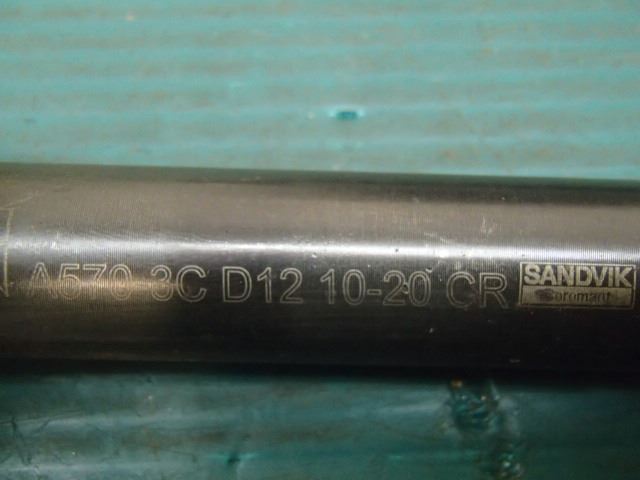 A570 3C D12 10-20 CR
SANDVIK
Coromant